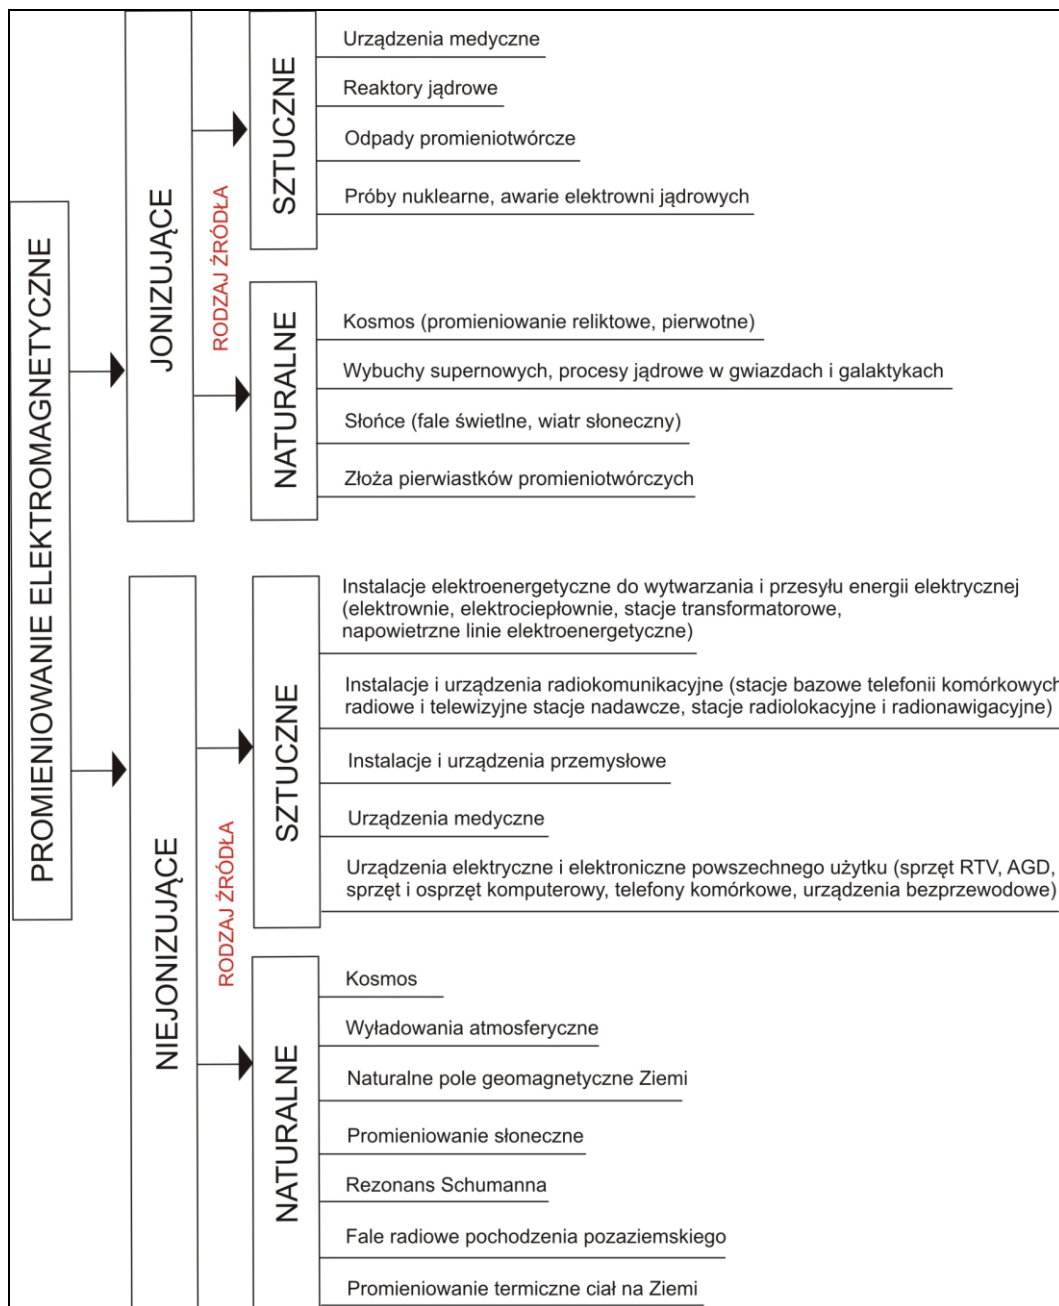 PROMIENIOWANIE ELEKTROMAGNETYCZNE
JONIZUJĄCE
RODZAJ ŹRÓDŁA
SZTUCZNE
Urządzenia medyczne
Reaktory jądrowe
Odpady promieniotwórcze
Próby nuklearne, awarie elektrowni jądrowych
NATURALNE
Kosmos (promieniowanie reliktowe, pierwotne)
Wybuchy supernowych, procesy jądrowe w gwiazdach i galaktykach
Słońce (fale świetlne, wiatr słoneczny)
Złoża pierwiastków promieniotwórczych
NIEJONIZUJĄCE
RODZAJ ŹRÓDŁA
SZTUCZNE
Instalacje elektroenergetyczne do wytwarzania i przesyłu energii elektrycznej
(elektrownie, elektrociepłownie, stacje transformatorowe,
napowietrzne linie elektroenergetyczne)
Instalacje i urządzenia radiokomunikacyjne (stacje bazowe telefonii komórkowych
radiowe i telewizyjne stacje nadawcze, stacje radiolokacyjne i radionawigacyjne)
Instalacje i urządzenia przemysłowe
Urządzenia medyczne
Urządzenia elektryczne i elektroniczne powszechnego użytku (sprzęt RTV, AGD,
sprzęt i osprzęt komputerowy, telefony komórkowe, urządzenia bezprzewodowe)
NATURALNE
Kosmos
Wyładowania atmosferyczne
Naturalne pole geomagnetyczne Ziemi
Promieniowanie słoneczne
Rezonans Schumanna
Fale radiowe pochodzenia pozaziemskiego
Promieniowanie termiczne ciał na Ziemi